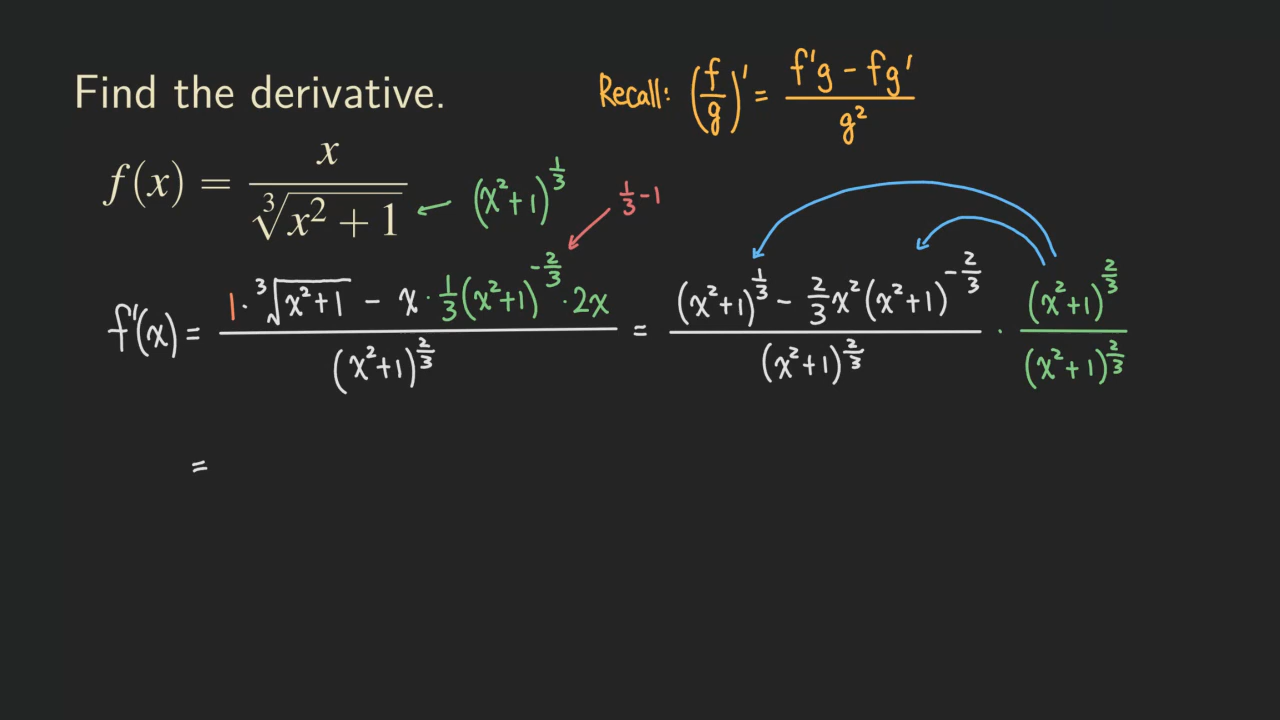 Find the derivative.
Recall: (f/g)' = (f'g - fg')/g²
f(x) = x/∛(x² + 1) ← (x²+1)^(1/3)
1/3 - 1
f'(x) = (1·∛(x²+1) - x·1/3(x²+1)^(-2/3)·2x)/(x²+1)^(2/3) = ((x²+1)^(1/3) - 2/3x²(x²+1)^(-2/3))/(x²+1)^(2/3) · (x²+1)^(2/3)/(x²+1)^(2/3)
=